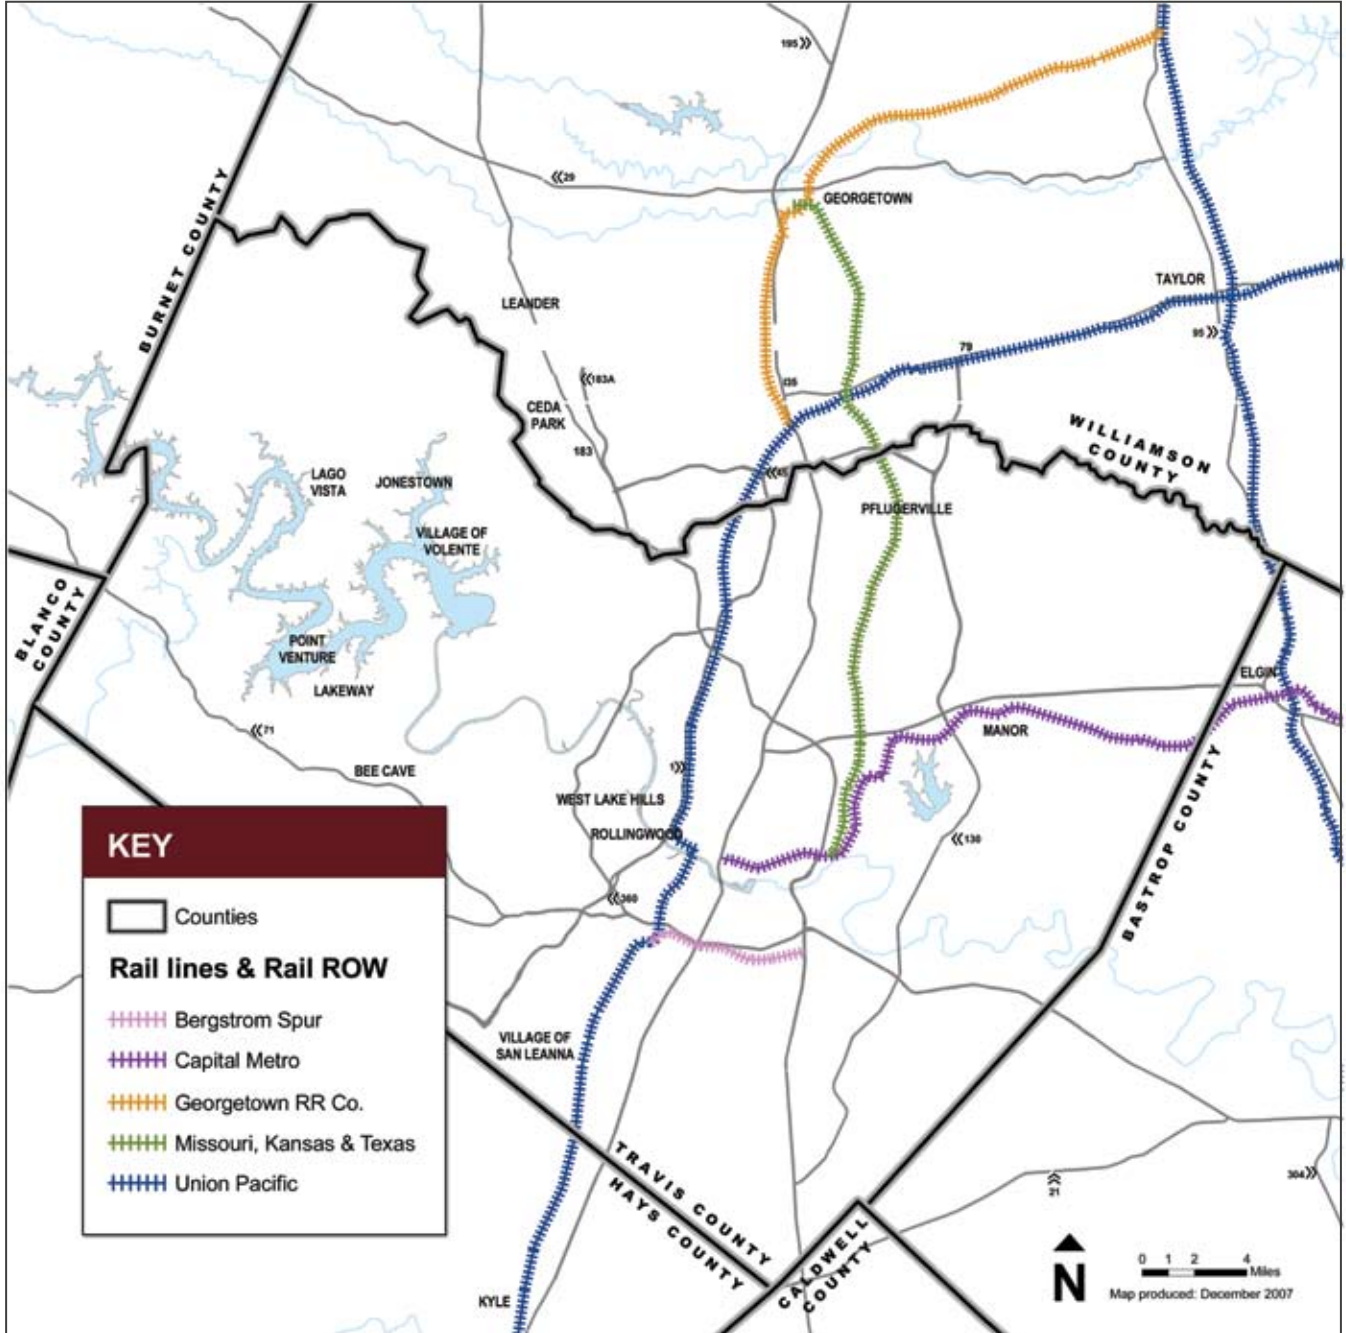 195
29
GEORGETOWN
BURNET COUNTY
TAYLOR
LEANDER
95
79
183A
I35
CEDA
PARK
WILLIAMSON
COUNTY
183
45
LAGO
VISTA
JONESTOWN
PFLUGERVILLE
VILLAGE OF
VOLENTE
BLANCO
COUNTY
POINT
VENTURE
ELGIN
LAKEWAY
71
MANOR
1
BEE CAVE
WEST LAKE HILLS
ROLLINGWOOD
130
BASTROP COUNTY
360
KEY
Counties
Rail lines & Rail ROW
Bergstrom Spur
Capital Metro
Georgetown RR Co.
Missouri, Kansas & Texas
Union Pacific
VILLAGE OF
SAN LEANNA
TRAVIS COUNTY
HAYS COUNTY
304
21
CALDWELL
COUNTY
KYLE
N
0 1 2 4
Miles
Map produced: December 2007